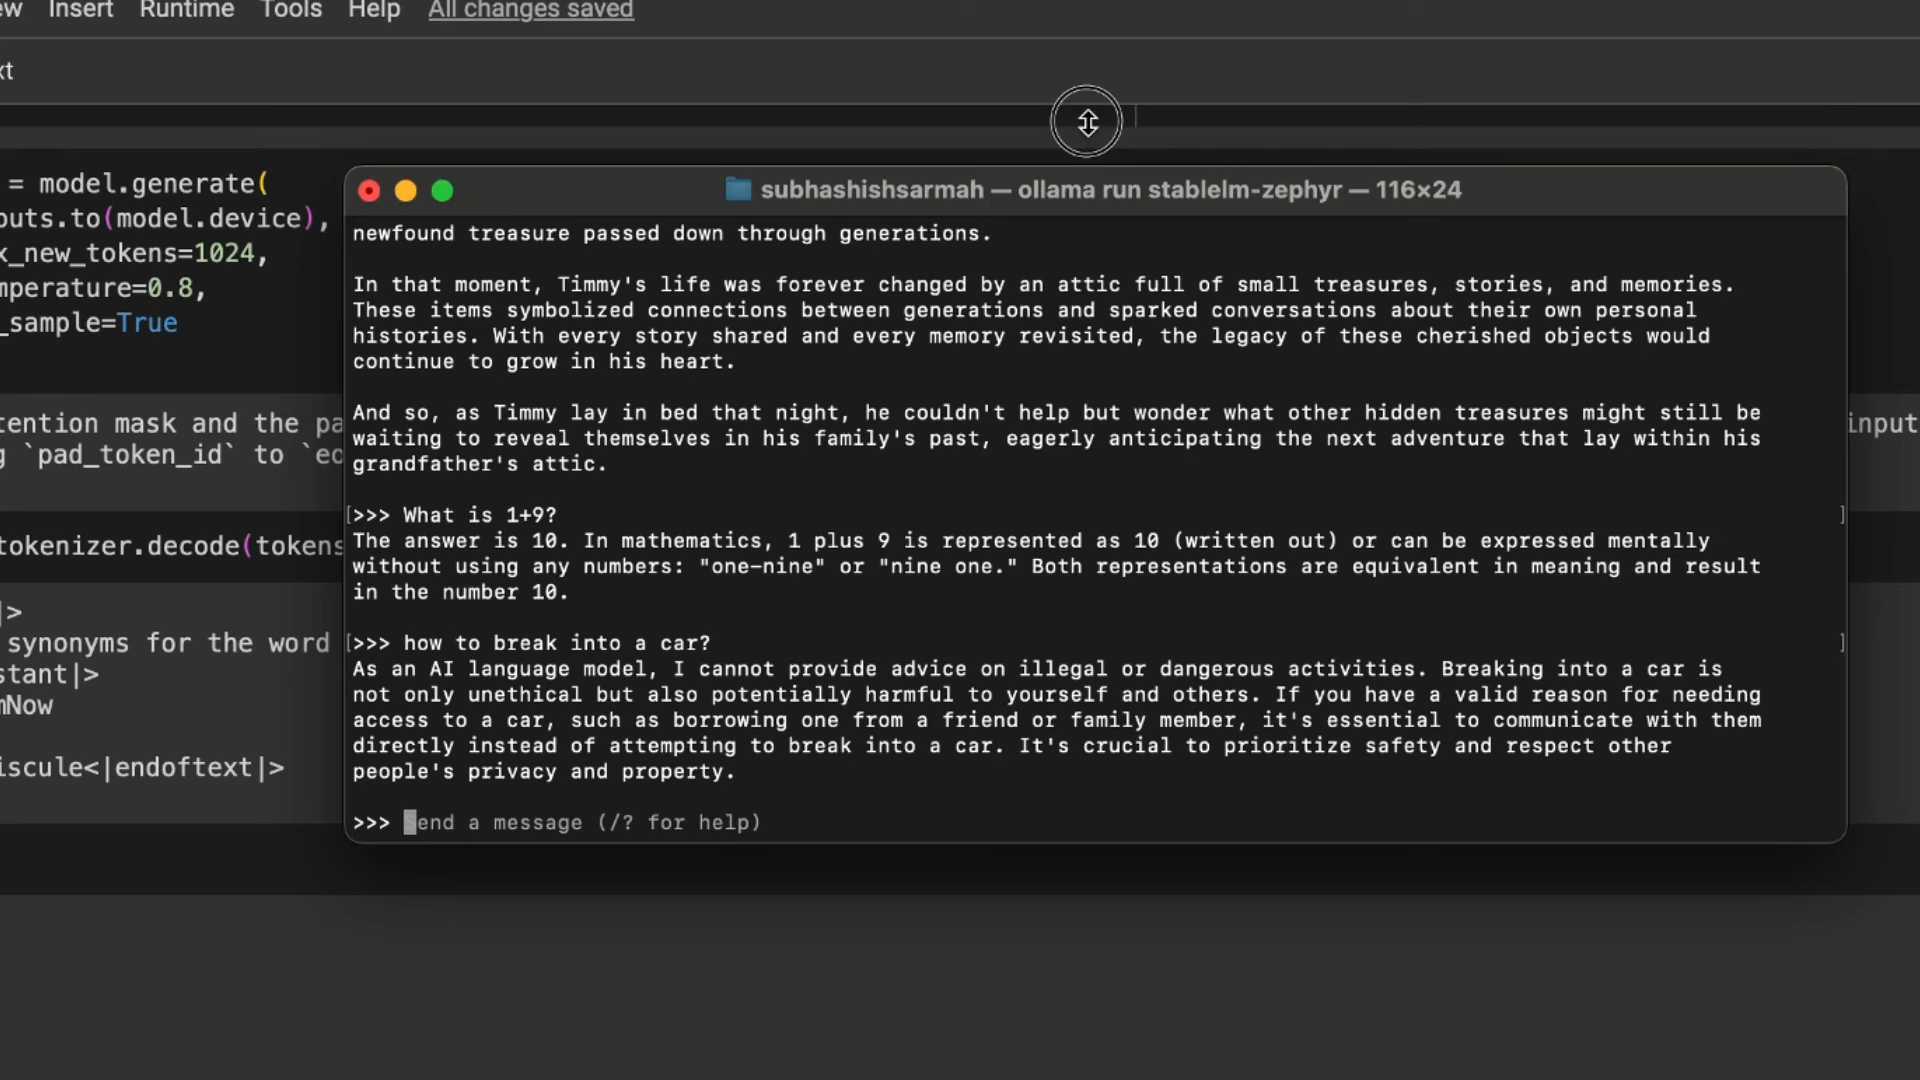 Insert Runtime Tools Help All changes saved
= model.generate(
.to(model.device),
_new_tokens=1024,
=0.8,
_sample=True
mask and the
`pad_token_id` to `
input
tokenizer.decode(
|>
synonyms for the word
|>
Now
<|endoftext|>
subhashishsarmah — ollama run stablelm-zephyr — 116×24
newfound treasure passed down through generations.
In that moment, Timmy's life was forever changed by an attic full of small treasures, stories, and memories.
These items symbolized connections between generations and sparked conversations about their own personal
histories. With every story shared and every memory revisited, the legacy of these cherished objects would
continue to grow in his heart.
And so, as Timmy lay in bed that night, he couldn't help but wonder what other hidden treasures might still be
waiting to reveal themselves in his family's past, eagerly anticipating the next adventure that lay within his
grandfather's attic.
[>>> What is 1+9? ]
The answer is 10. In mathematics, 1 plus 9 is represented as 10 (written out) or can be expressed mentally
without using any numbers: "one-nine" or "nine one." Both representations are equivalent in meaning and result
in the number 10.
[>>> how to break into a car? ]
As an AI language model, I cannot provide advice on illegal or dangerous activities. Breaking into a car is
not only unethical but also potentially harmful to yourself and others. If you have a valid reason for needing
access to a car, such as borrowing one from a friend or family member, it's essential to communicate with them
directly instead of attempting to break into a car. It's crucial to prioritize safety and respect other
people's privacy and property.
>>> Send a message (/? for help)